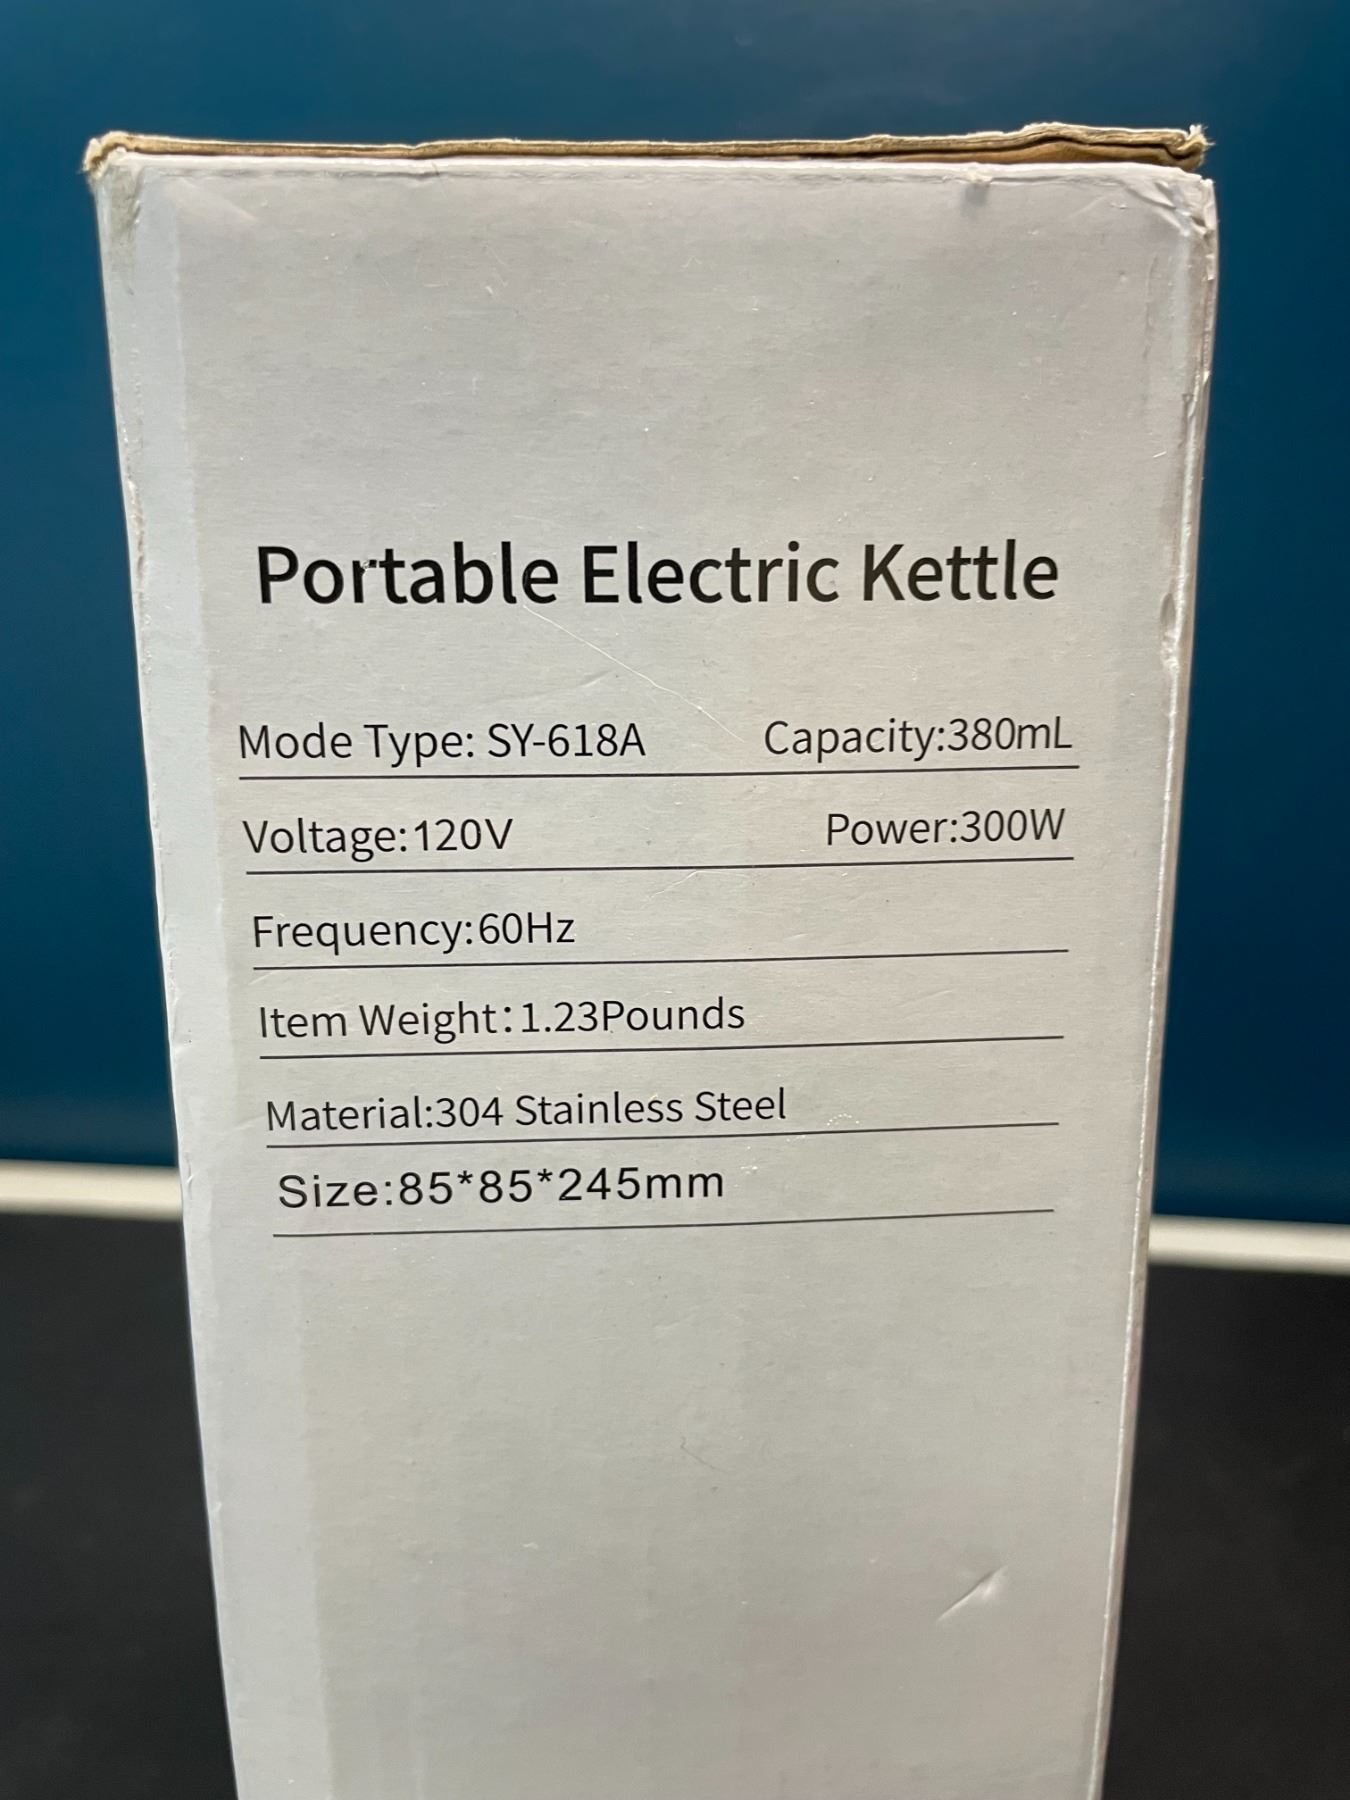 Portable Electric Kettle
Mode Type: SY-618A Capacity:380mL
Voltage:120V Power:300W
Frequency:60Hz
Item Weight:1.23Pounds
Material:304 Stainless Steel
Size:85*85*245mm